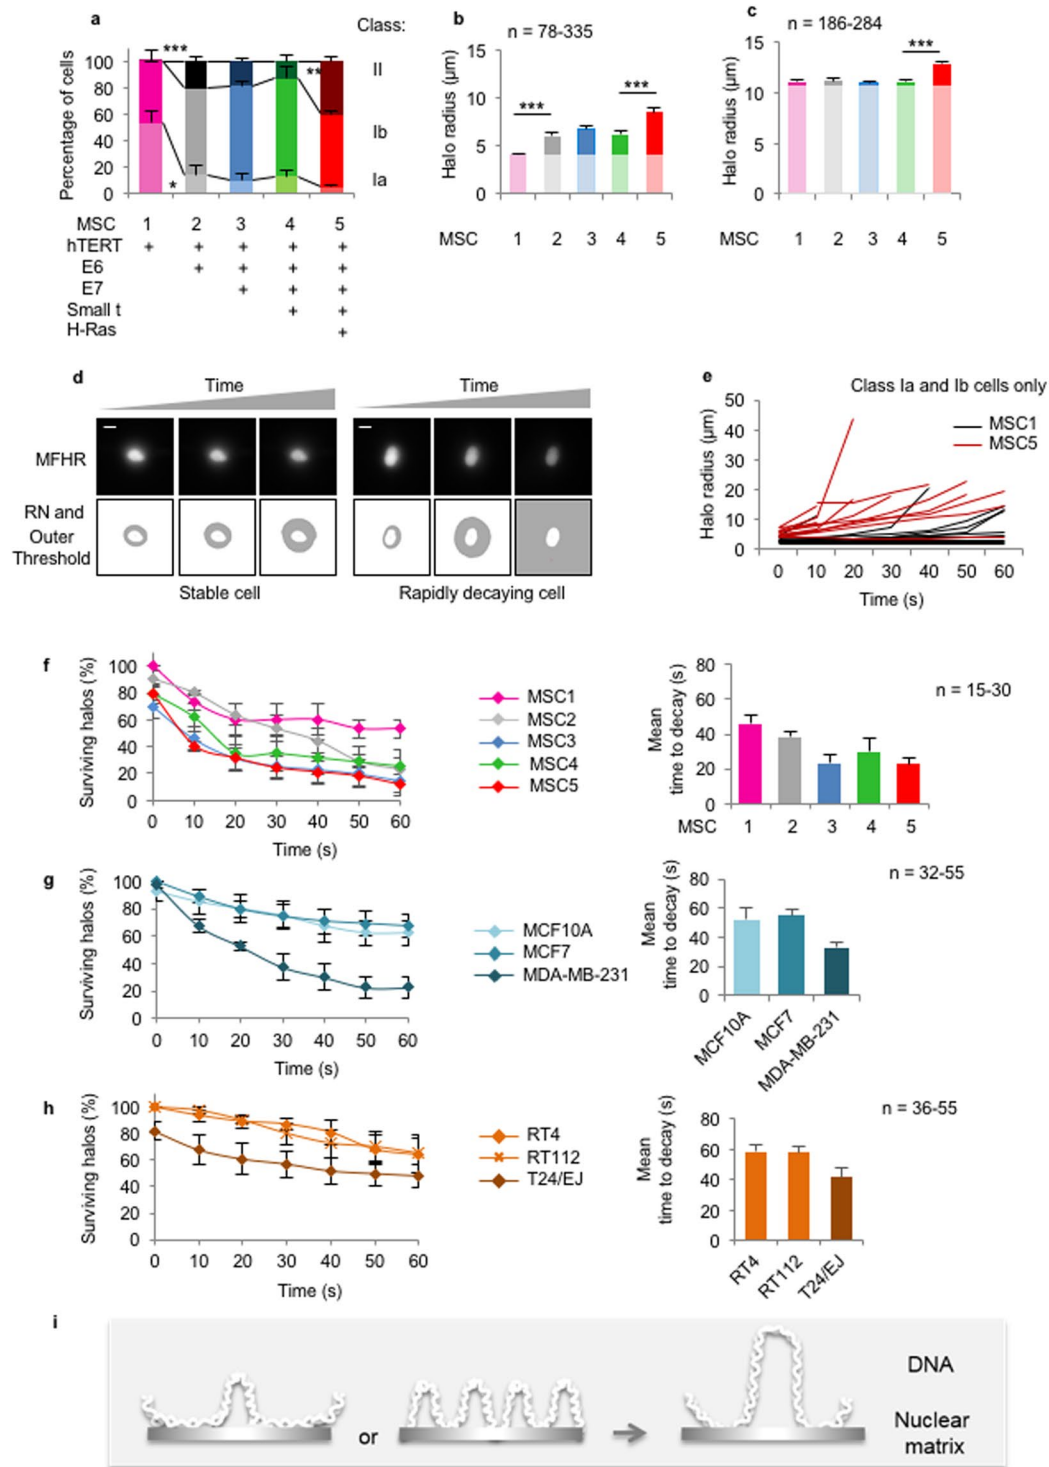 a
Class:
***
**
*
Percentage of cells
100
80
60
40
20
0
II
Ib
Ia
MSC 1 2 3 4 5
hTERT + + + + +
E6 + + + +
E7 + + +
Small t + +
H-Ras +
b
n = 78-335
Halo radius (µm)
15
10
5
0
***
***
MSC 1 2 3 4 5
c
n = 186-284
Halo radius (µm)
15
10
5
0
***
MSC 1 2 3 4 5
d
Time
Time
MFHR
RN and
Outer
Threshold
Stable cell
Rapidly decaying cell
e
Class Ia and Ib cells only
Halo radius (µm)
50
40
30
20
10
0
MSC1
MSC5
0 10 20 30 40 50 60
Time (s)
f
Surviving halos (%)
100
80
60
40
20
0
0 10 20 30 40 50 60
Time (s)
MSC1
MSC2
MSC3
MSC4
MSC5
Mean
time to decay (s)
80
60
40
20
0
n = 15-30
MSC 1 2 3 4 5
g
Surviving halos (%)
100
80
60
40
20
0
0 10 20 30 40 50 60
Time (s)
MCF10A
MCF7
MDA-MB-231
Mean
time to decay (s)
80
60
40
20
0
n = 32-55
MCF10A
MCF7
MDA-MB-231
h
Surviving halos (%)
100
80
60
40
20
0
0 10 20 30 40 50 60
Time (s)
RT4
RT112
T24/EJ
Mean
time to decay (s)
80
60
40
20
0
n = 36-55
RT4
RT112
T24/EJ
i
or
DNA
Nuclear
matrix